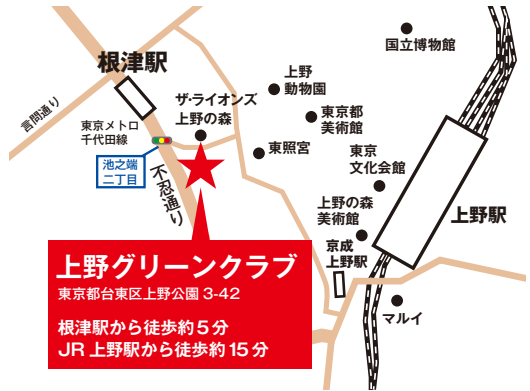 国立博物館
根津駅
上野
動物園
ザ・ライオンズ
上野の森
言問通り
東京都
美術館
東京メトロ
千代田線
東照宮
東京
文化会館
池之端
二丁目
不忍通り
上野の森
美術館
上野駅
京成
上野駅
上野グリーンクラブ
東京都台東区上野公園 3-42
根津駅から徒歩約5分
JR 上野駅から徒歩約15分
マルイ